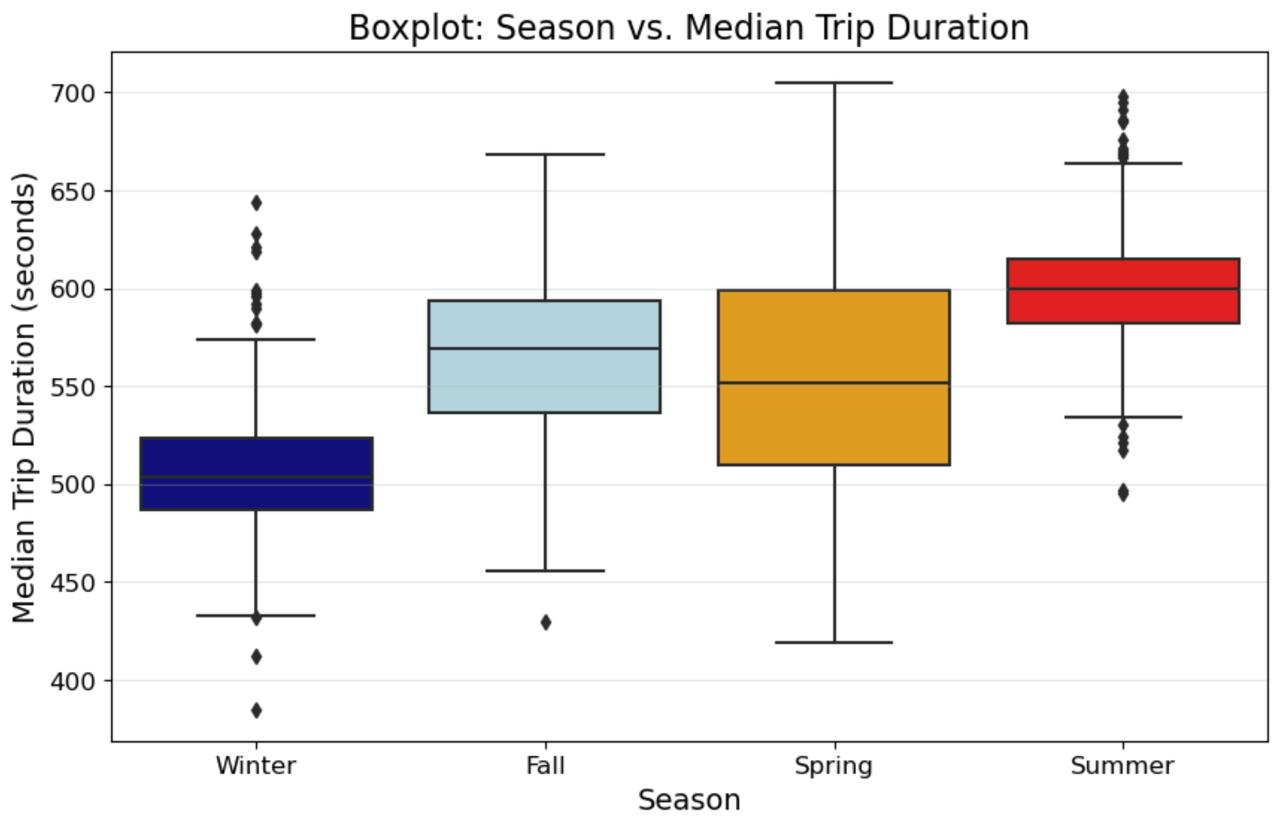 Boxplot: Season vs. Median Trip Duration
Median Trip Duration (seconds)
700
650
600
550
500
450
400
Winter Fall Spring Summer
Season